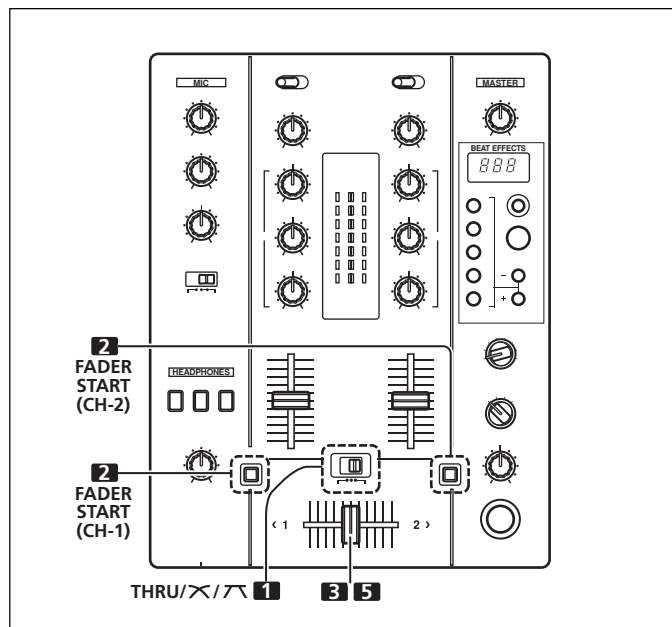 MIC
MASTER
BEAT EFFECTS
888
−
+
2
FADER
START
(CH-2)
HEADPHONES
2
FADER
START
(CH-1)
‹ 1
2 ›
THRU/ / 1
3 5